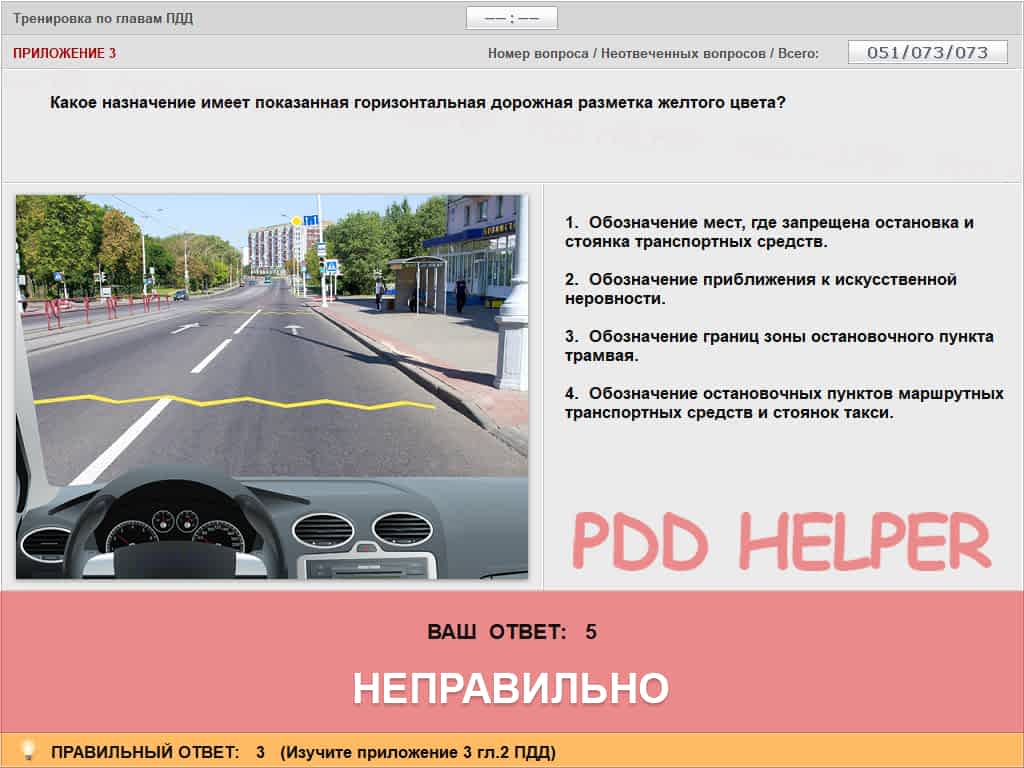 Тренировка по главам ПДД
––:––
ПРИЛОЖЕНИЕ 3
Номер вопроса / Неотвеченных вопросов / Всего:
051/073/073
Какое назначение имеет показанная горизонтальная дорожная разметка желтого цвета?
1. Обозначение мест, где запрещена остановка и
стоянка транспортных средств.
2. Обозначение приближения к искусственной
неровности.
3. Обозначение границ зоны остановочного пункта
трамвая.
4. Обозначение остановочных пунктов маршрутных
транспортных средств и стоянок такси.
PDD HELPER
ВАШ ОТВЕТ: 5
НЕПРАВИЛЬНО
ПРАВИЛЬНЫЙ ОТВЕТ: 3 (Изучите приложение 3 гл.2 ПДД)